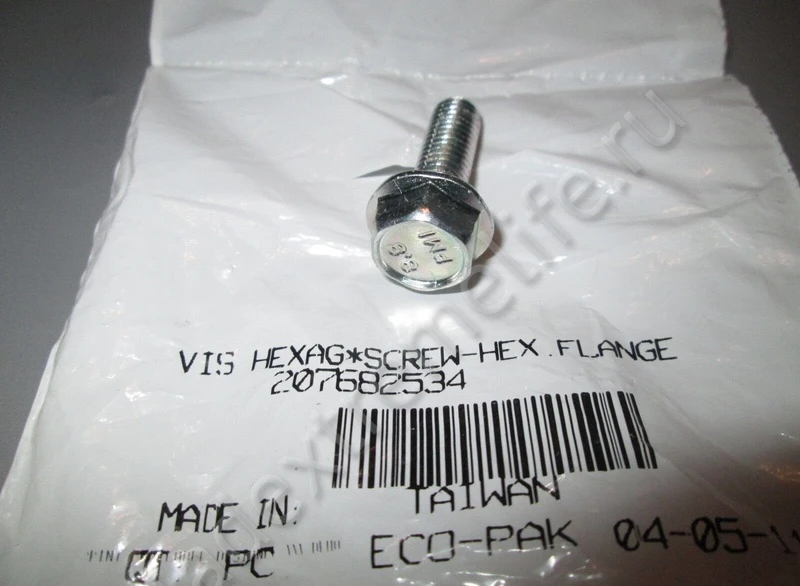 8.8
FMI
VIS HEXAG*SCREW-HEX.FLANGE
207682534
MADE IN: TAIWAN
PC ECO-PAK 04-05-1